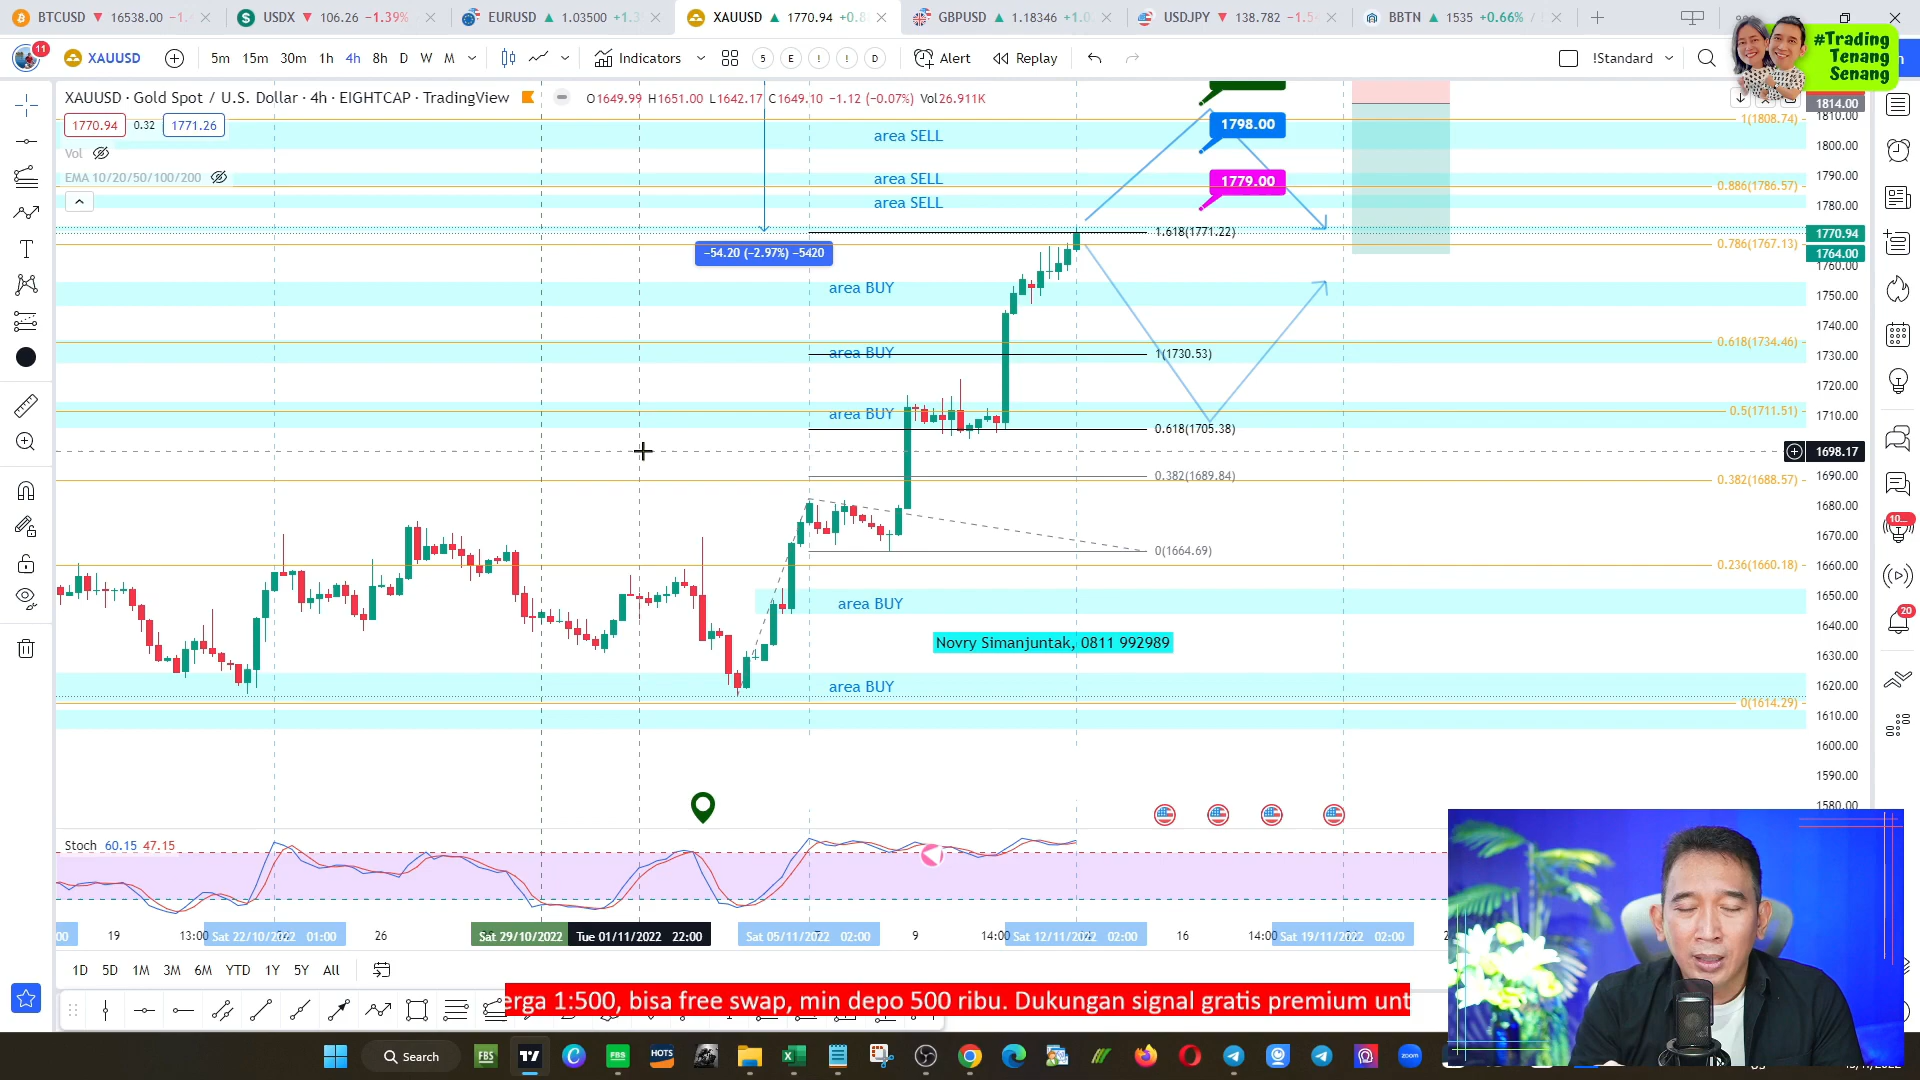 BTCUSD ▼ 16538.00
USDX ▼ 106.26 −1.39%
EURUSD ▲ 1.03500
XAUUSD ▲ 1770.94
GBPUSD ▲ 1.18346
USDJPY ▼ 138.782
BBTN ▲ 1535 +0.66%
#Trading
Tenang
Senang
11
XAUUSD
5m 15m 30m 1h 4h 8h D W M
Indicators
5 E ! ! D
Alert
Replay
!Standard
XAUUSD · Gold Spot / U.S. Dollar · 4h · EIGHTCAP · TradingView
O1649.99 H1651.00 L1642.17 C1649.10 −1.12 (−0.07%) Vol26.911K
1770.94 0.32 1771.26
Vol
EMA 10/20/50/100/200
area SELL
area SELL
area SELL
1798.00
1779.00
1(1808.74)
0.886(1786.57)
0.786(1767.13)
0.618(1734.46)
0.5(1711.51)
0.382(1688.57)
0.236(1660.18)
0(1614.29)
−54.20 (−2.97%) −5420
1.618(1771.22)
1(1730.53)
0.618(1705.38)
0.382(1689.84)
0(1664.69)
area BUY
area BUY
area BUY
area BUY
area BUY
Novry Simanjuntak, 0811 992989
1814.00
1810.00
1800.00
1790.00
1780.00
1770.94
1764.00
1760.00
1750.00
1740.00
1730.00
1720.00
1710.00
1698.17
1690.00
1680.00
1670.00
1660.00
1650.00
1640.00
1630.00
1620.00
1610.00
1600.00
1590.00
1580.00
20
Stoch 60.15 47.15
19 13:00 Sat 22/10/2022 01:00 26 Sat 29/10/2022 Tue 01/11/2022 22:00 Sat 05/11/2022 02:00 9 14:00 Sat 12/11/2022 02:00 16 14:00 Sat 19/11/2022 02:00
1D 5D 1M 3M 6M YTD 1Y 5Y All
erga 1:500, bisa free swap, min depo 500 ribu. Dukungan signal gratis premium unt
Search
FBS
FBS
HOTS
zoom